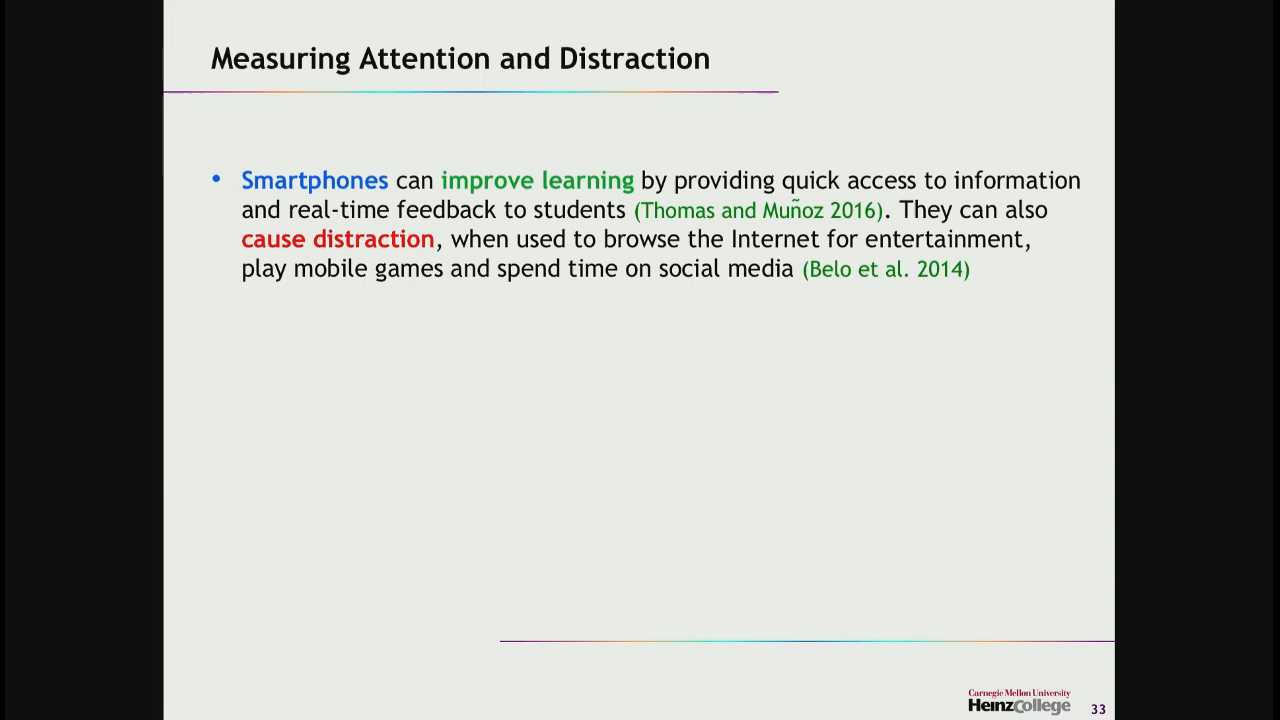 Measuring Attention and Distraction
• Smartphones can improve learning by providing quick access to information
and real-time feedback to students (Thomas and Muñoz 2016). They can also
cause distraction, when used to browse the Internet for entertainment,
play mobile games and spend time on social media (Belo et al. 2014)
Carnegie Mellon University
HeinzCollege
33